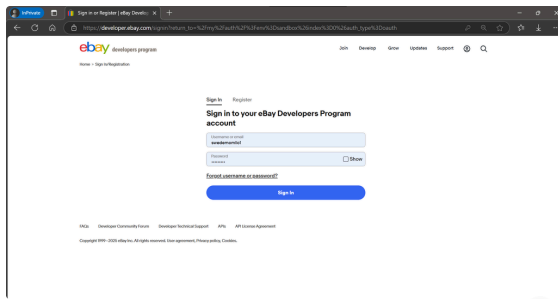 InPrivate
Sign in or Register | eBay Develop
https://developer.ebay.com/signin?return_to=%2Fmy%2Fauth%2F%3Fenv%3Dsandbox%26index%3D0%26auth_type%3Doauth
ebay developers program
Join Develop Grow Updates Support
Home > Sign In/Registration
Sign In Register
Sign in to your eBay Developers Program
account
Username or email
Password
Show
Forgot username or password?
Sign In
FAQs Developer Community Forum Developer Technical Support APIs API License Agreement
Copyright 1999-2025 eBay Inc. All rights reserved. User agreement, Privacy policy, Cookies.